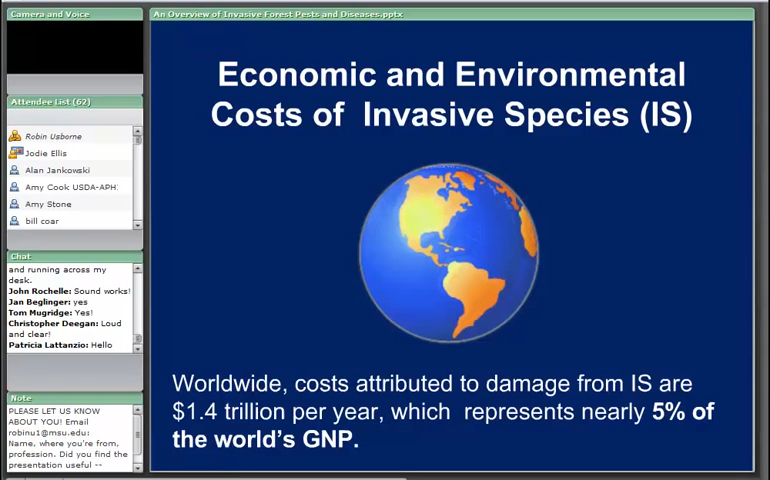 Camera and Voice
Attendee List (62)
Robin Usborne
Jodie Ellis
Alan Jankowski
Amy Cook USDA-APH:
Amy Stone
bill coar
Chat
and running across my
desk.
John Rochelle: Sound works!
Jan Beglinger: yes
Tom Mugridge: Yes!
Christopher Deegan: Loud
and clear!
Patricia Lattanzio: Hello
Note
PLEASE LET US KNOW
ABOUT YOU! Email
robinu1@msu.edu:
Name, where you're from,
profession. Did you find the
presentation useful --
An Overview of Invasive Forest Pests and Diseases.pptx
Economic and Environmental
Costs of Invasive Species (IS)
Worldwide, costs attributed to damage from IS are
$1.4 trillion per year, which represents nearly 5% of
the world's GNP.